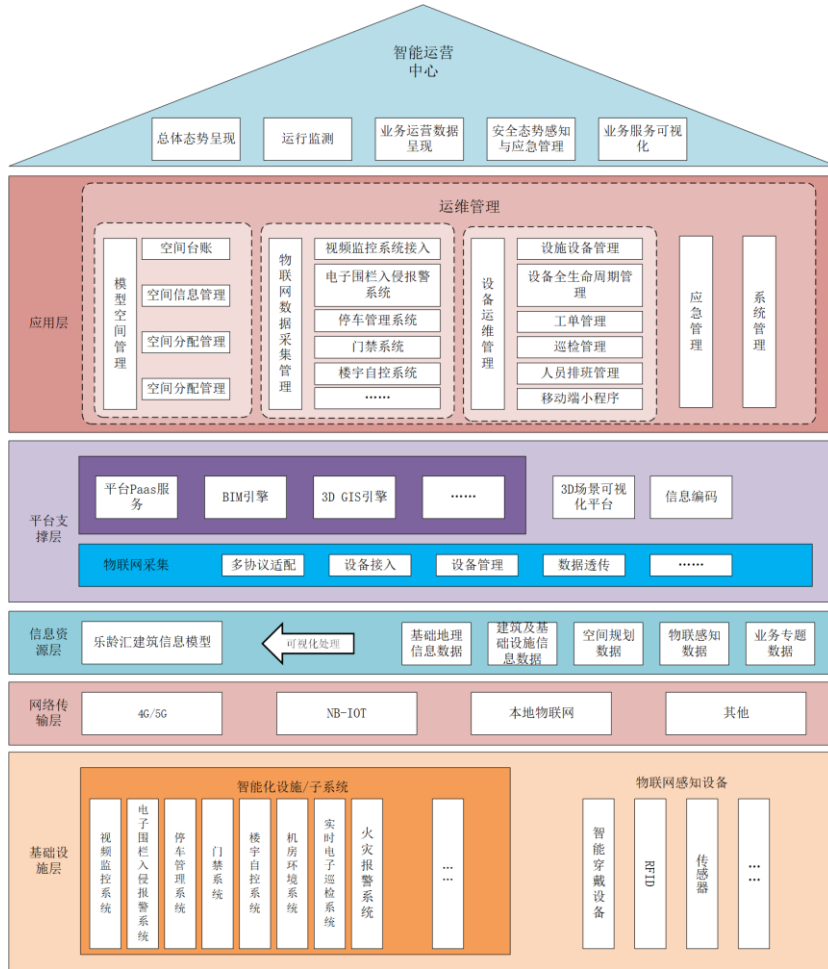 智能运营
中心
总体态势呈现
运行监测
业务运营数据
呈现
安全态势感知
与应急管理
业务服务可视
化
应用层
运维管理
模型空间管理
空间台账
空间信息管理
空间分配管理
空间分配管理
物联网数据采集管理
视频监控系统接入
电子围栏入侵报警
系统
停车管理系统
门禁系统
楼宇自控系统
……
设备运维管理
设施设备管理
设备全生命周期管
理
工单管理
巡检管理
人员排班管理
移动端小程序
应急管理
系统管理
平台支
撑层
平台Paas服
务
BIM引擎
3D GIS引擎
……
3D场景可视
化平台
信息编码
物联网采集
多协议适配
设备接入
设备管理
数据透传
……
信息资
源层
乐龄汇建筑信息模型
可视化处理
基础地理
信息数据
建筑及基
础设施信
息数据
空间规划
数据
物联感知
数据
业务专题
数据
网络传
输层
4G/5G
NB-IOT
本地物联网
其他
基础设
施层
智能化设施/子系统
视频监控系统
电子围栏入侵报警系统
停车管理系统
门禁系统
楼宇自控系统
机房环境系统
实时电子巡检系统
火灾报警系统
……
物联网感知设备
智能穿戴设备
RFID
传感器
……